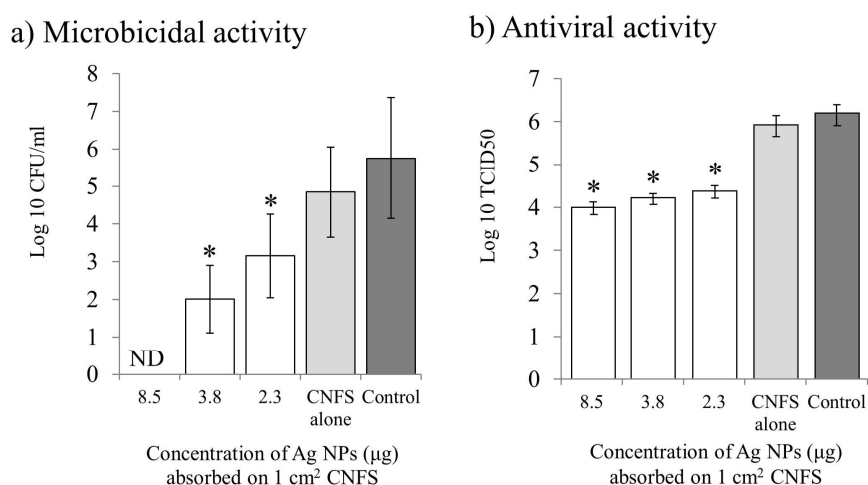 a) Microbicidal activity
8
7
6
5
4
3
2
1
0
Log 10 CFU/ml
ND
*
*
8.5 3.8 2.3 CNFS alone Control
Concentration of Ag NPs (µg)
absorbed on 1 cm² CNFS
b) Antiviral activity
7
6
5
4
3
2
1
0
Log 10 TCID50
*
*
*
8.5 3.8 2.3 CNFS alone Control
Concentration of Ag NPs (µg)
absorbed on 1 cm² CNFS